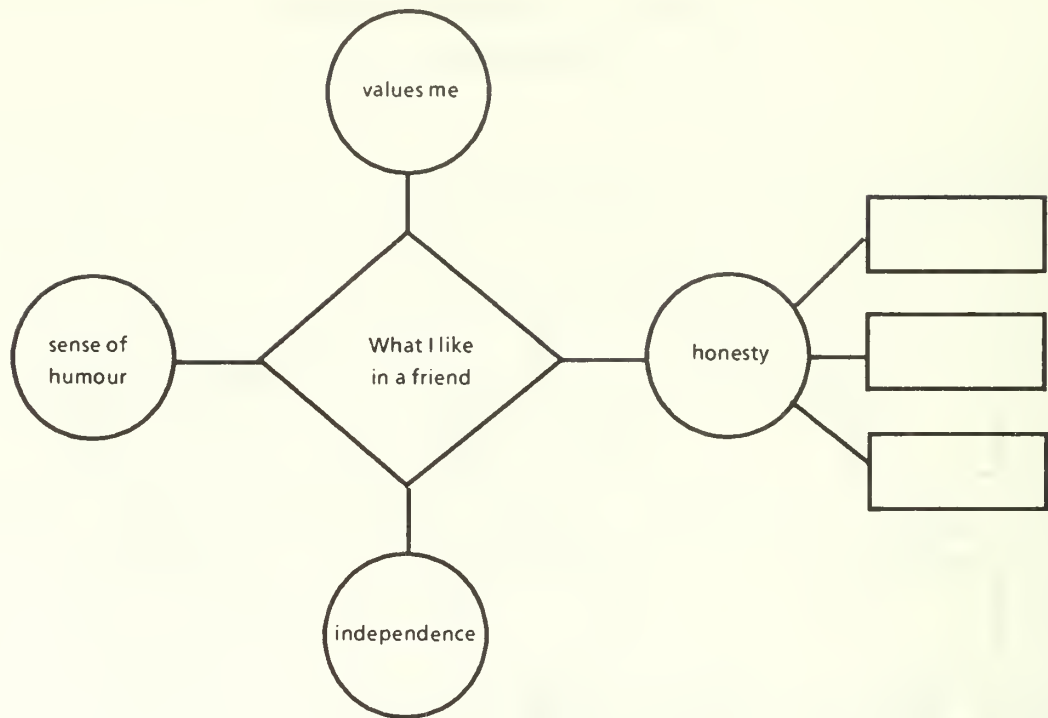 values me
sense of
humour
What I like
in a friend
honesty
independence